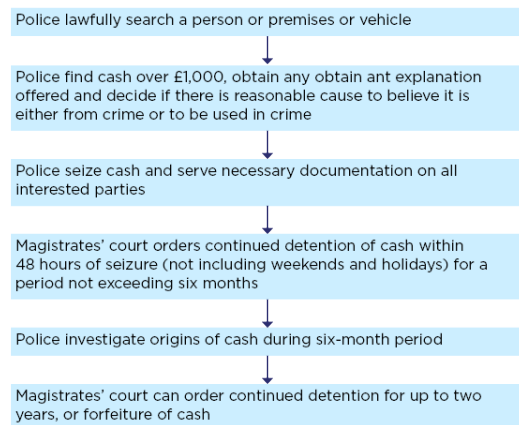 Police lawfully search a person or premises or vehicle
Police find cash over £1,000, obtain any obtain ant explanation
offered and decide if there is reasonable cause to believe it is
either from crime or to be used in crime
Police seize cash and serve necessary documentation on all
interested parties
Magistrates’ court orders continued detention of cash within
48 hours of seizure (not including weekends and holidays) for a
period not exceeding six months
Police investigate origins of cash during six-month period
Magistrates’ court can order continued detention for up to two
years, or forfeiture of cash